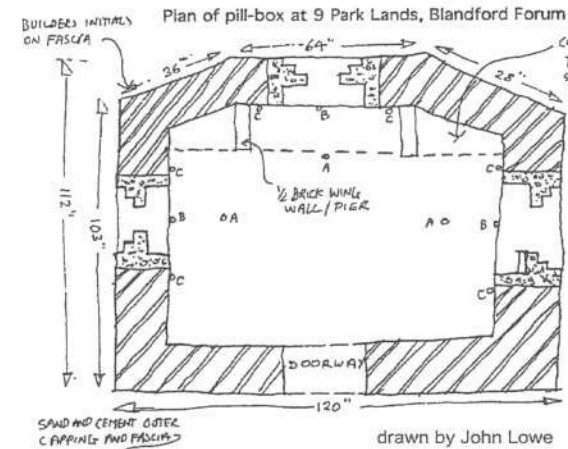 Plan of pill-box at 9 Park Lands, Blandford Forum
BUILDERS INITIALS
ON FASCIA
64"
36"
28"
C
B
C
A
C
C
½ BRICK WING
WALL/PIER
B
A
A
B
C
C
112"
103"
DOORWAY
120"
SAND AND CEMENT OUTER
CAPPING AND FASCIAS
drawn by John Lowe